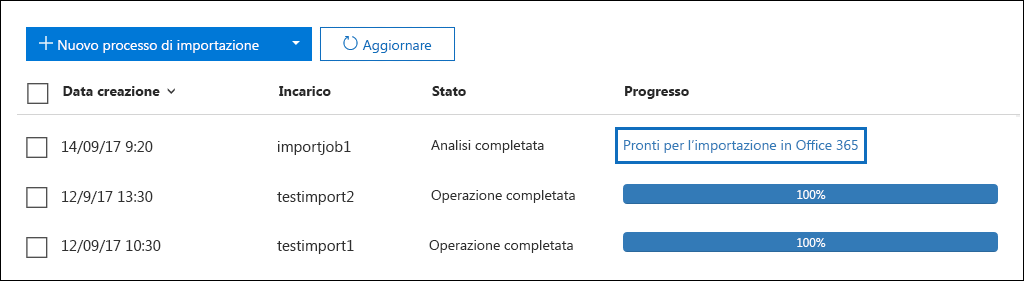 Nuovo processo di importazione Aggiornare
Data creazione Incarico Stato Progresso
14/09/17 9:20 importjob1 Analisi completata Pronti per l'importazione in Office 365
12/9/17 13:30 testimport2 Operazione completata 100%
12/09/17 10:30 testimport1 Operazione completata 100%